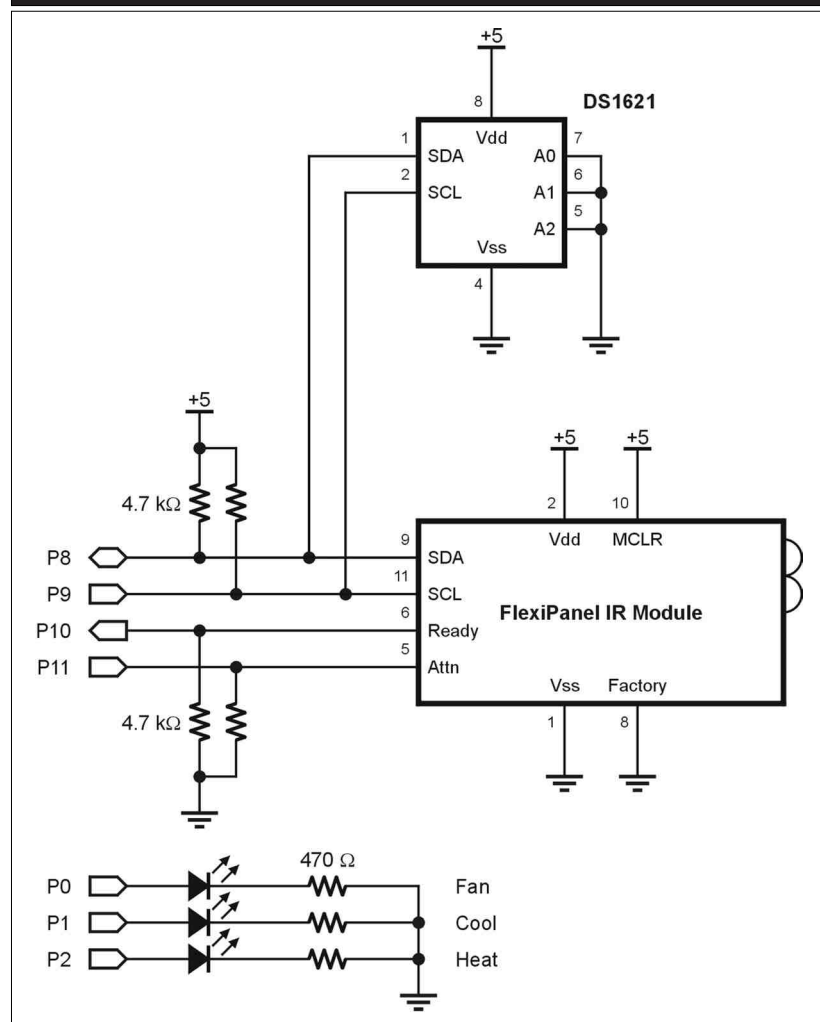 +5
DS1621
8
Vdd
1
SDA
2
SCL
7
A0
6
A1
5
A2
Vss
4
+5
4.7 kΩ
+5
+5
2
10
Vdd
MCLR
P8
9
SDA
P9
11
SCL
FlexiPanel IR Module
P10
6
Ready
P11
5
Attn
Vss
Factory
1
8
4.7 kΩ
470 Ω
P0
Fan
P1
Cool
P2
Heat